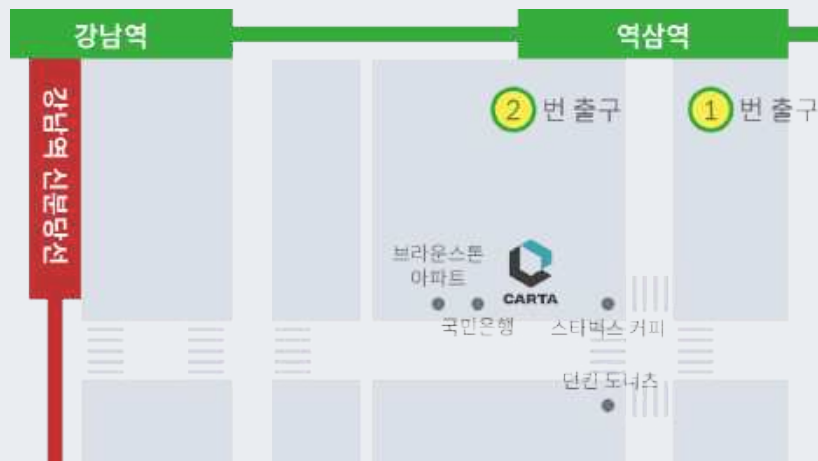 강남역
역삼역
강남역 신분당선
2 번 출구
1 번 출구
브라운스톤
아파트
CARTA
국민은행
스타벅스 커피
던킨 도너츠